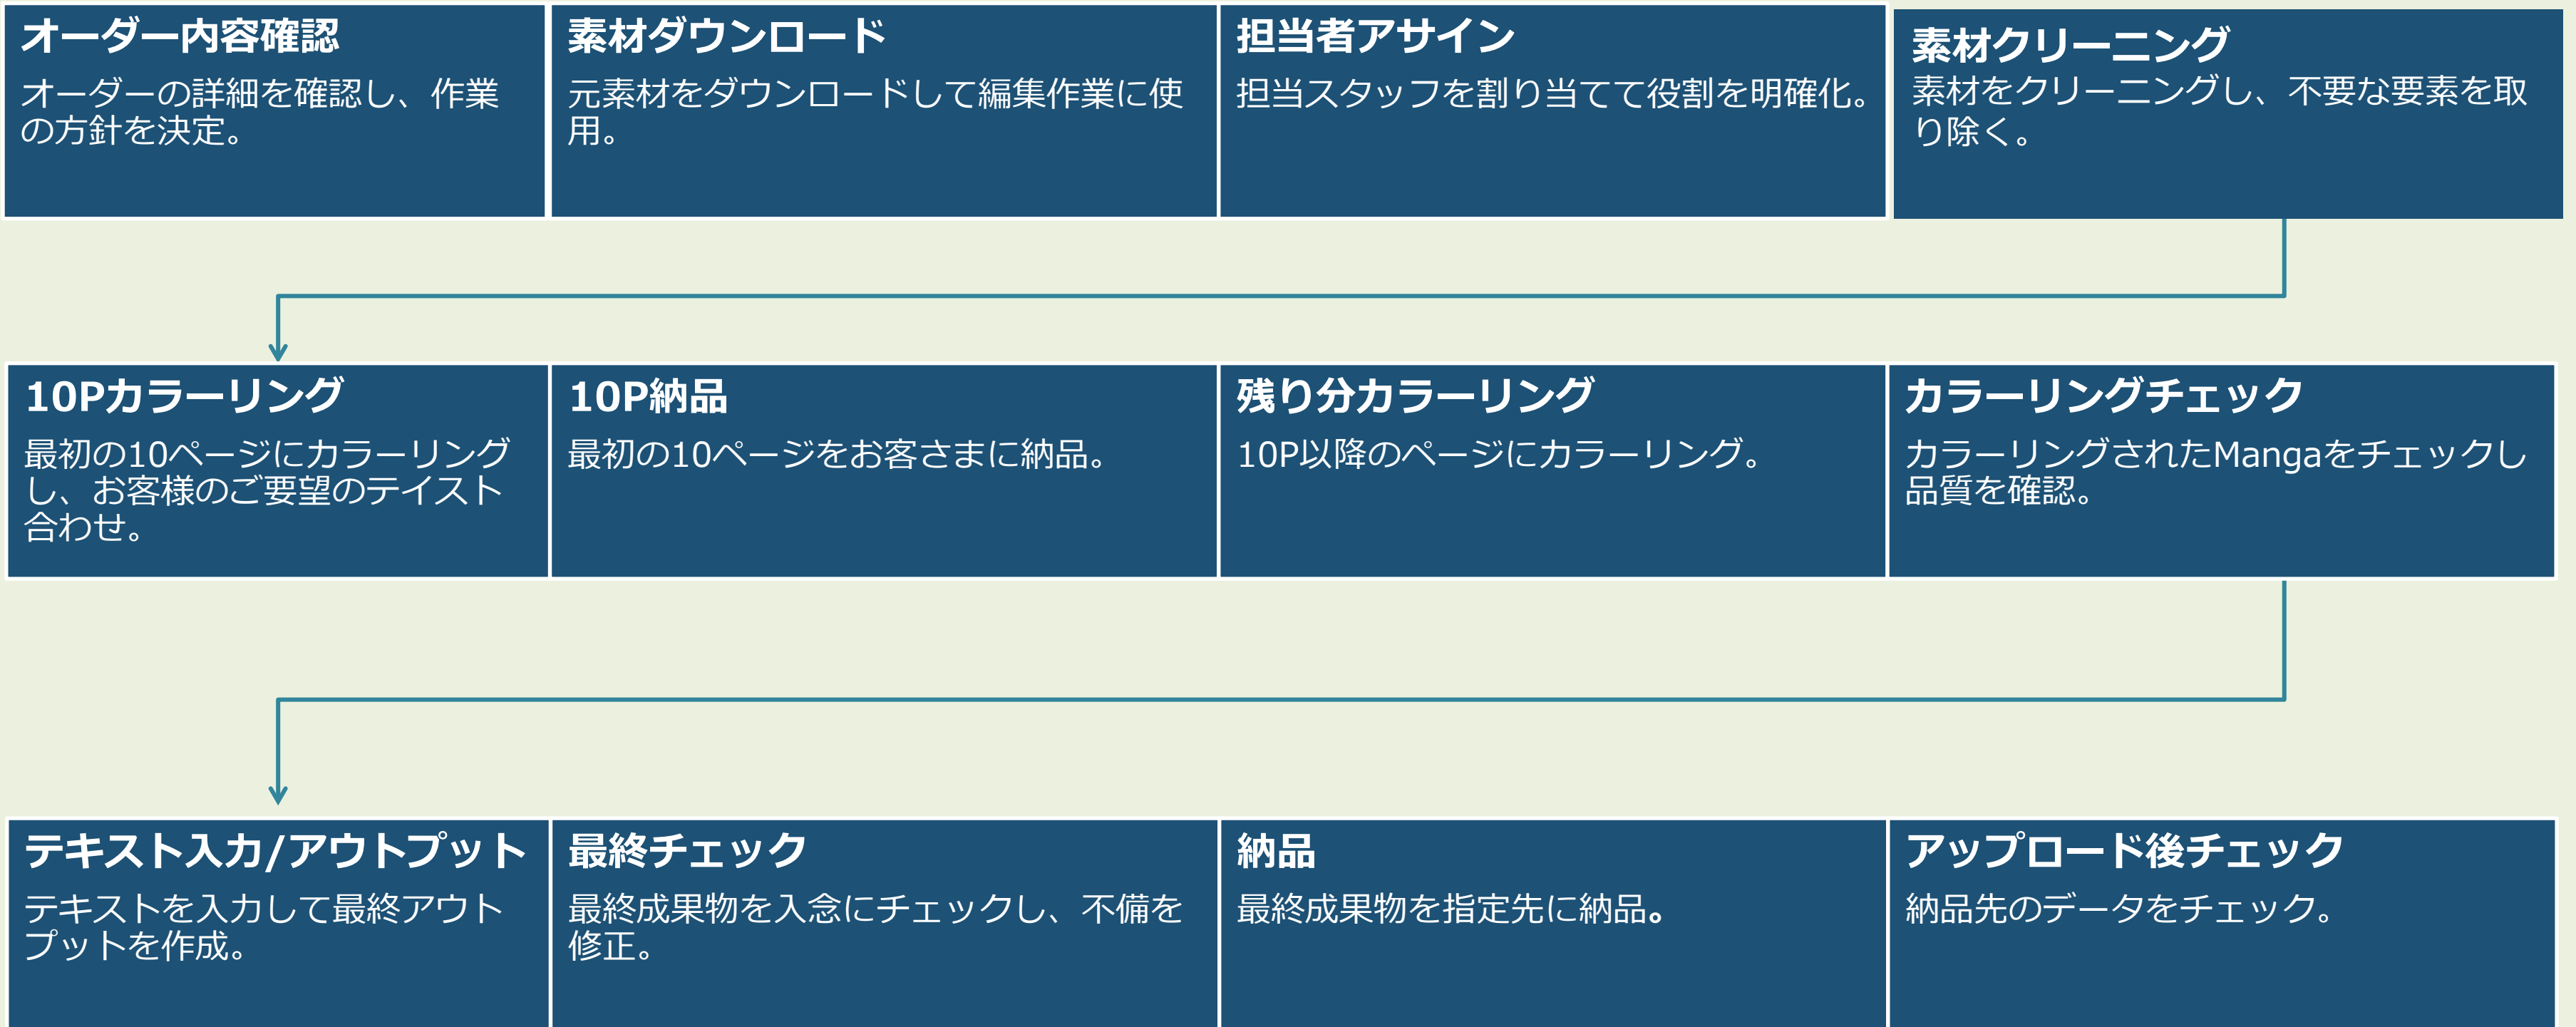 オーダー内容確認
オーダーの詳細を確認し、作業
の方針を決定。
素材ダウンロード
元素材をダウンロードして編集作業に使
用。
担当者アサイン
担当スタッフを割り当てて役割を明確化。
素材クリーニング
素材をクリーニングし、不要な要素を取
り除く。
10Pカラーリング
最初の10ページにカラーリング
し、お客様のご要望のテイスト
合わせ。
10P納品
最初の10ページをお客さまに納品。
残り分カラーリング
10P以降のページにカラーリング。
カラーリングチェック
カラーリングされたMangaをチェックし
品質を確認。
テキスト入力/アウトプット
テキストを入力して最終アウト
プットを作成。
最終チェック
最終成果物を入念にチェックし、不備を
修正。
納品
最終成果物を指定先に納品。
アップロード後チェック
納品先のデータをチェック。